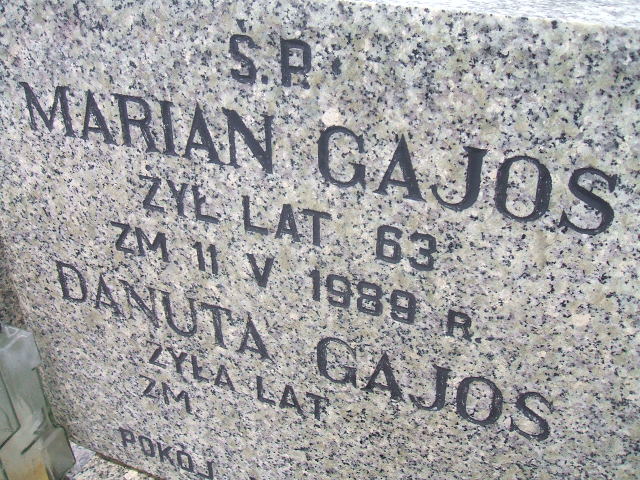 Ś.P.
MARIAN GAJOS
ŻYŁ LAT 63
ZM 11 V 1989 R.
DANUTA GAJOS
ŻYŁA LAT
ZM
POKÓJ